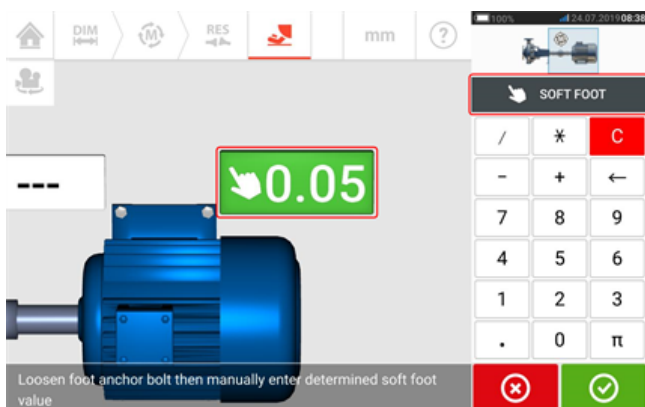 DIM
M
RES
mm
?
100%
24.07.2019 08:38
SOFT FOOT
/ * C
- + ←
7 8 9
4 5 6
1 2 3
. 0 π
---
0.05
Loosen foot anchor bolt then manually enter determined soft foot
value